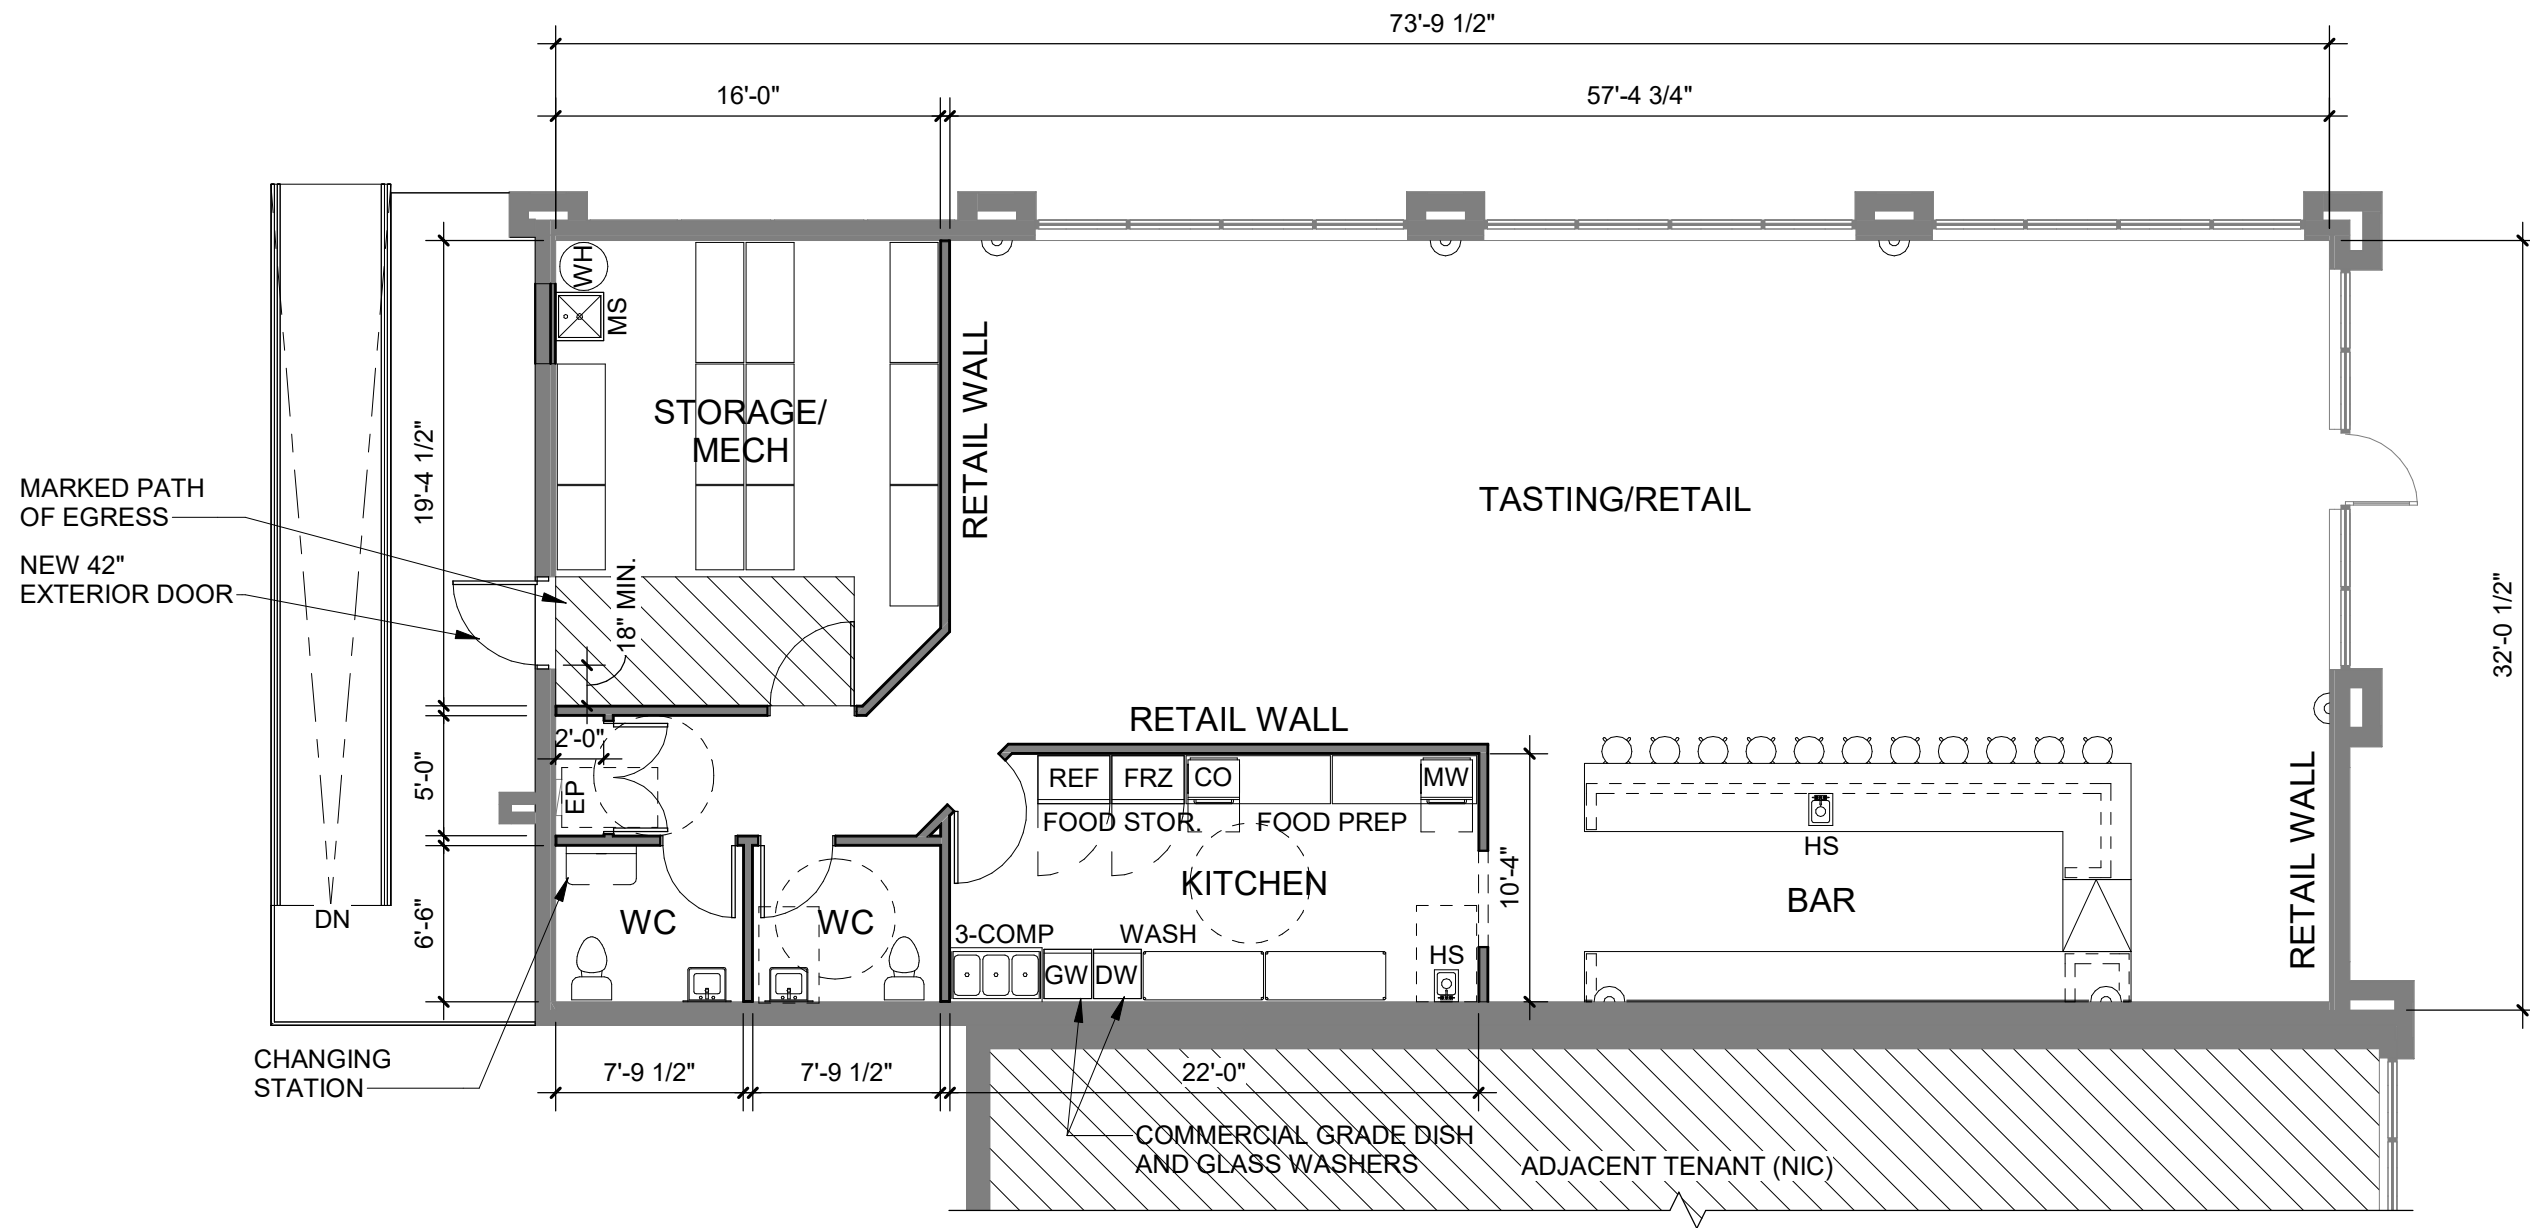 73'-9 1/2"
16'-0"
57'-4 3/4"
WH
MS
RETAIL WALL
STORAGE/
MECH
19'-4 1/2"
MARKED PATH
OF EGRESS
NEW 42"
EXTERIOR DOOR
18" MIN.
TASTING/RETAIL
32'-0 1/2"
RETAIL WALL
2'-0"
EP
5'-0"
REF
FRZ
CO
MW
FOOD STOR.
FOOD PREP
HS
RETAIL WALL
KITCHEN
10'-4"
BAR
6'-6"
DN
WC
WC
3-COMP
WASH
GW
DW
HS
CHANGING
STATION
7'-9 1/2"
7'-9 1/2"
22'-0"
COMMERCIAL GRADE DISH
AND GLASS WASHERS
ADJACENT TENANT (NIC)